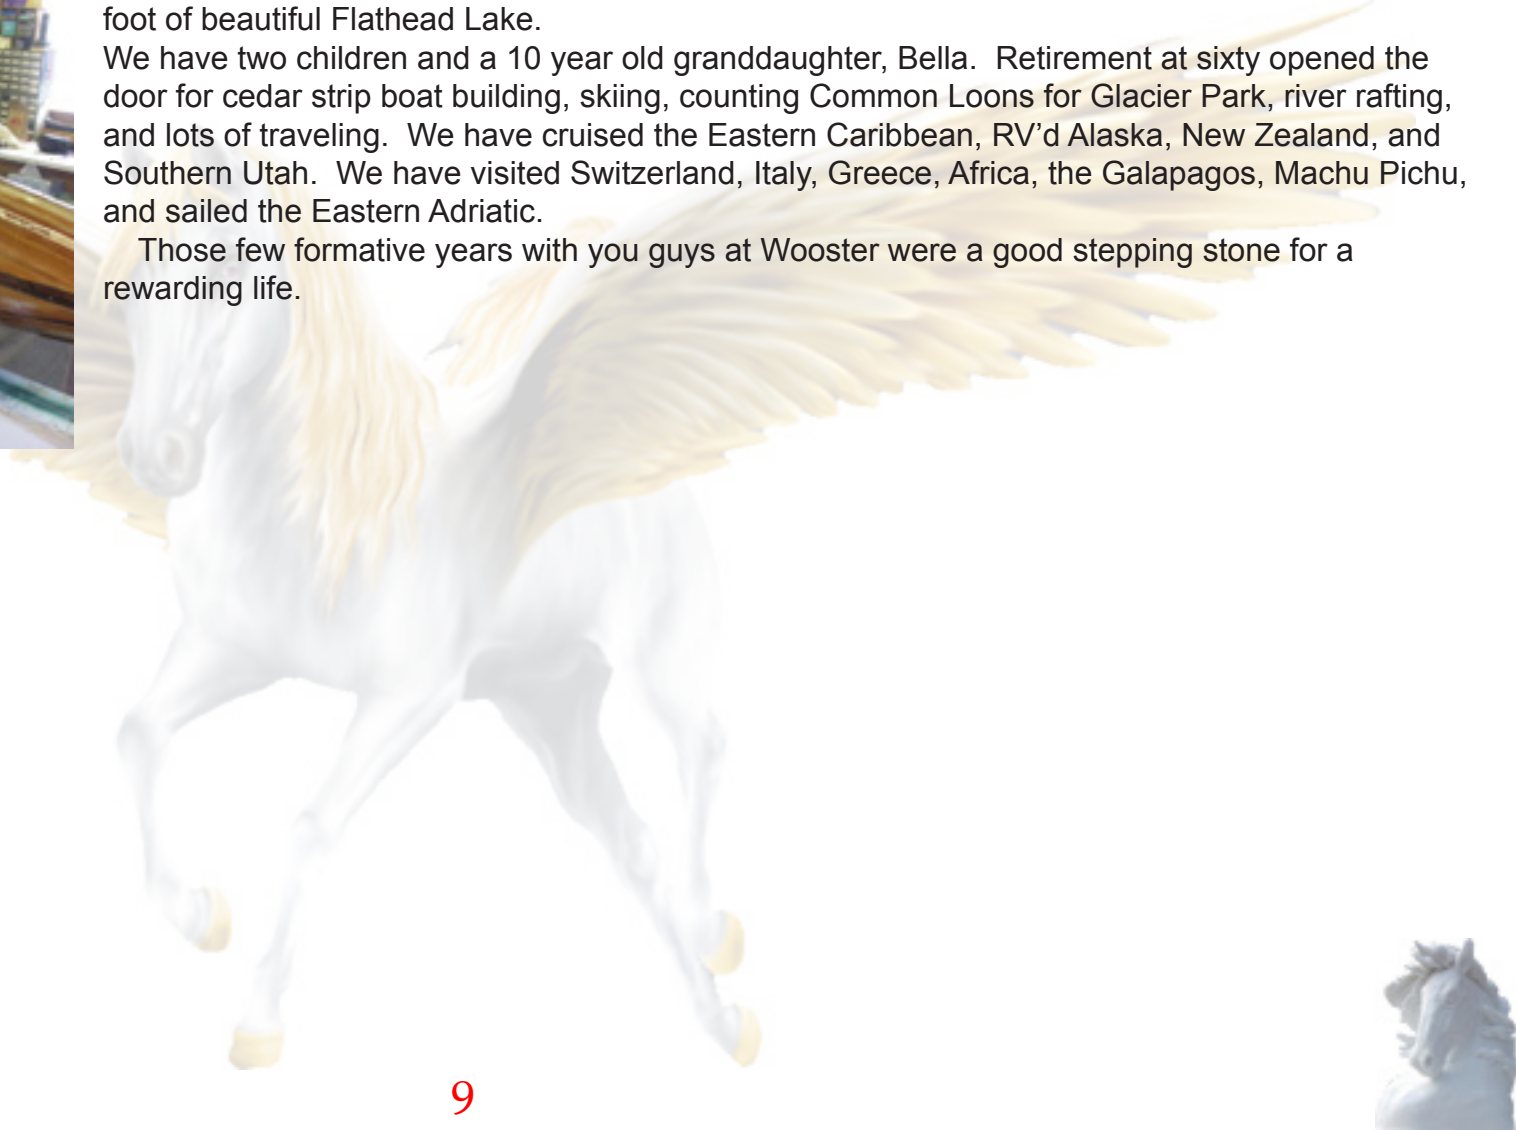 foot of beautiful Flathead Lake.
We have two children and a 10 year old granddaughter, Bella.  Retirement at sixty opened the
door for cedar strip boat building, skiing, counting Common Loons for Glacier Park, river rafting,
and lots of traveling.  We have cruised the Eastern Caribbean, RV’d Alaska, New Zealand, and
Southern Utah.  We have visited Switzerland, Italy, Greece, Africa, the Galapagos, Machu Pichu,
and sailed the Eastern Adriatic.
Those few formative years with you guys at Wooster were a good stepping stone for a
rewarding life.
9